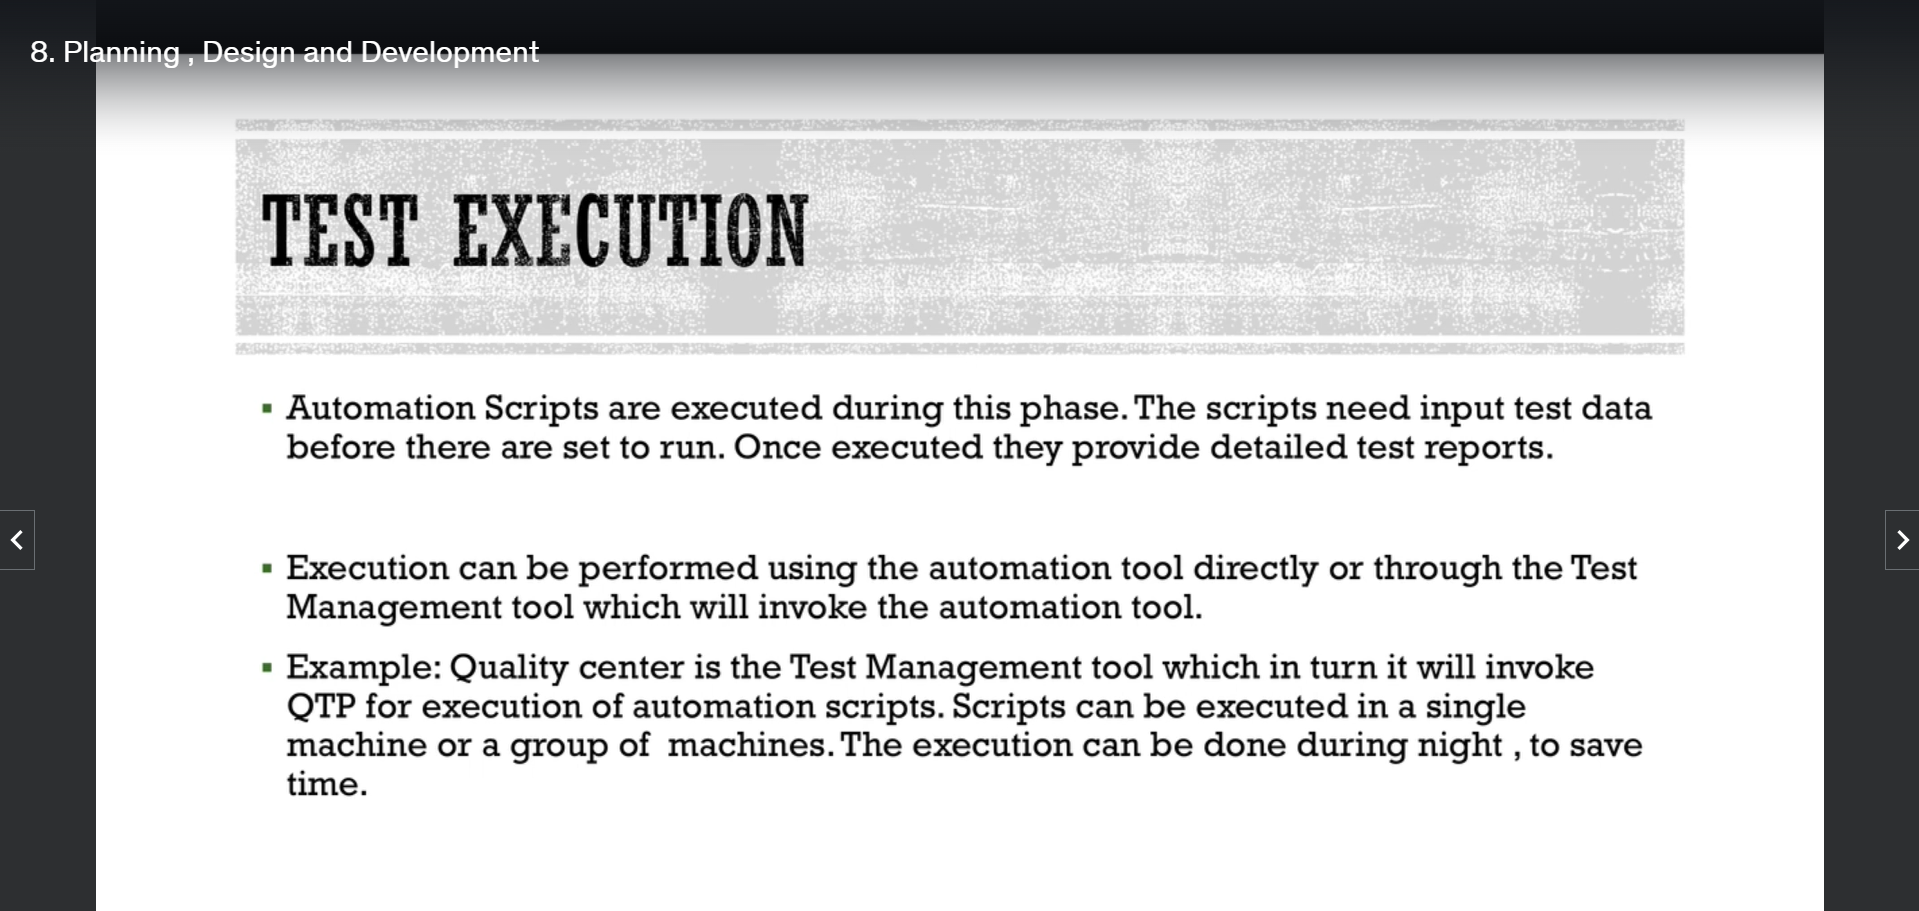 8. Planning , Design and Development
TEST EXECUTION
▪ Automation Scripts are executed during this phase. The scripts need input test data
before there are set to run. Once executed they provide detailed test reports.
▪ Execution can be performed using the automation tool directly or through the Test
Management tool which will invoke the automation tool.
▪ Example: Quality center is the Test Management tool which in turn it will invoke
QTP for execution of automation scripts. Scripts can be executed in a single
machine or a group of  machines. The execution can be done during night , to save
time.